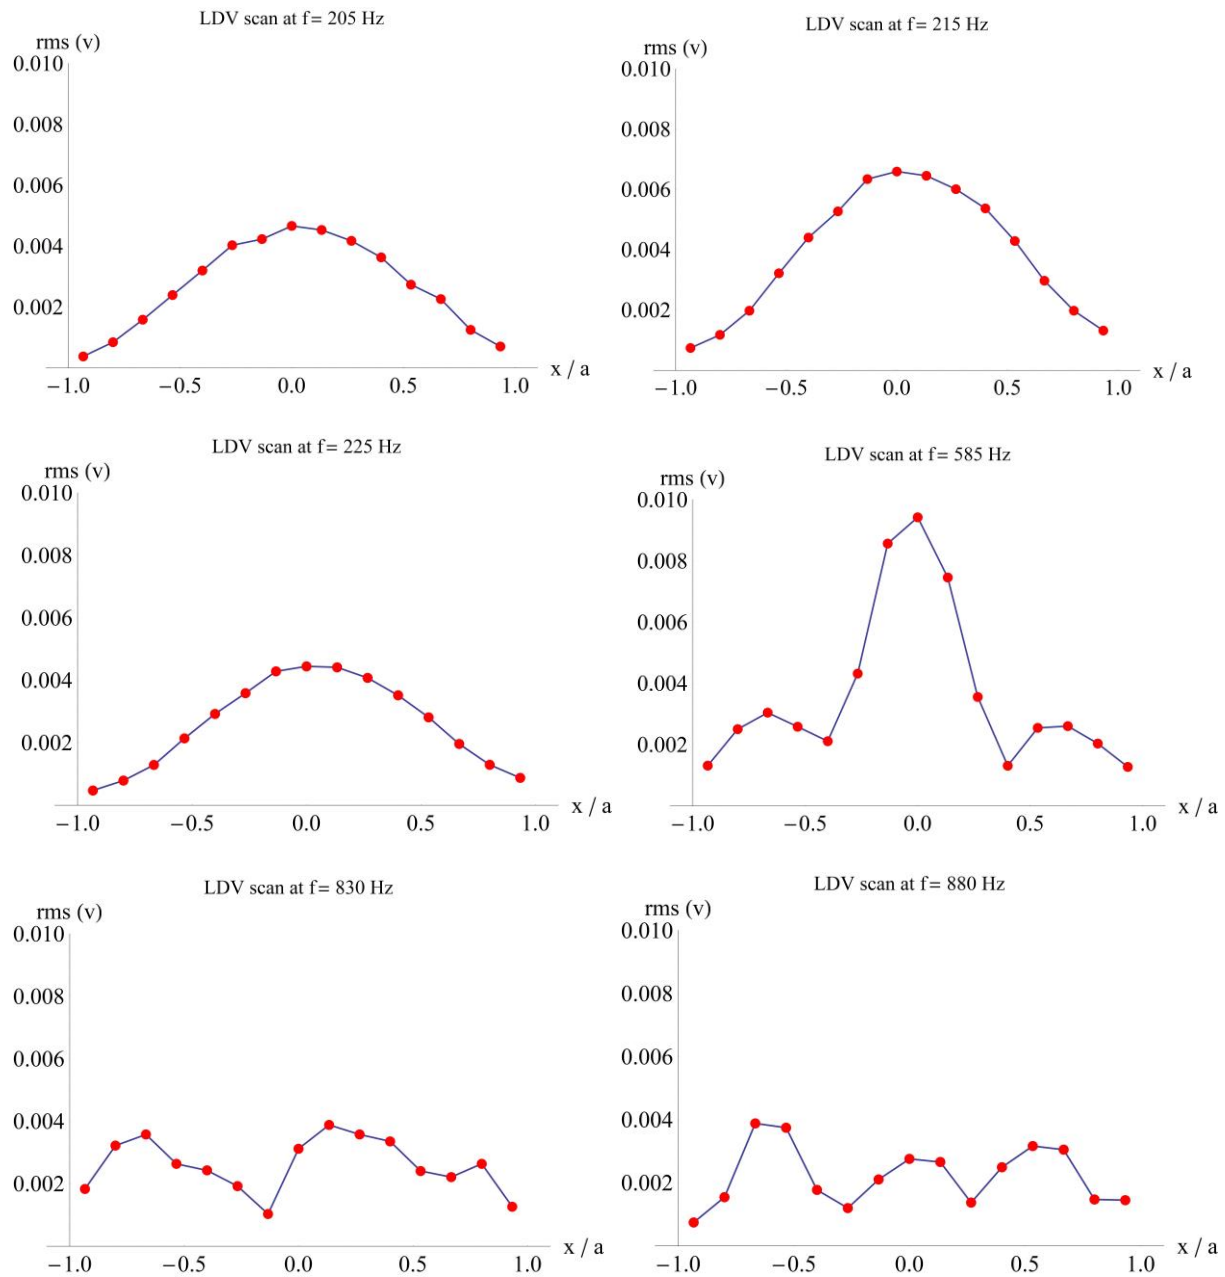 LDV scan at f= 205 Hz
rms (v)
0.010
0.008
0.006
0.004
0.002
−1.0 −0.5 0.0 0.5 1.0
x / a
LDV scan at f= 215 Hz
rms (v)
0.010
0.008
0.006
0.004
0.002
−1.0 −0.5 0.0 0.5 1.0
x / a
LDV scan at f= 225 Hz
rms (v)
0.010
0.008
0.006
0.004
0.002
−1.0 −0.5 0.0 0.5 1.0
x / a
LDV scan at f= 585 Hz
rms (v)
0.010
0.008
0.006
0.004
0.002
−1.0 −0.5 0.0 0.5 1.0
x / a
LDV scan at f= 830 Hz
rms (v)
0.010
0.008
0.006
0.004
0.002
−1.0 −0.5 0.0 0.5 1.0
x / a
LDV scan at f= 880 Hz
rms (v)
0.010
0.008
0.006
0.004
0.002
−1.0 −0.5 0.0 0.5 1.0
x / a